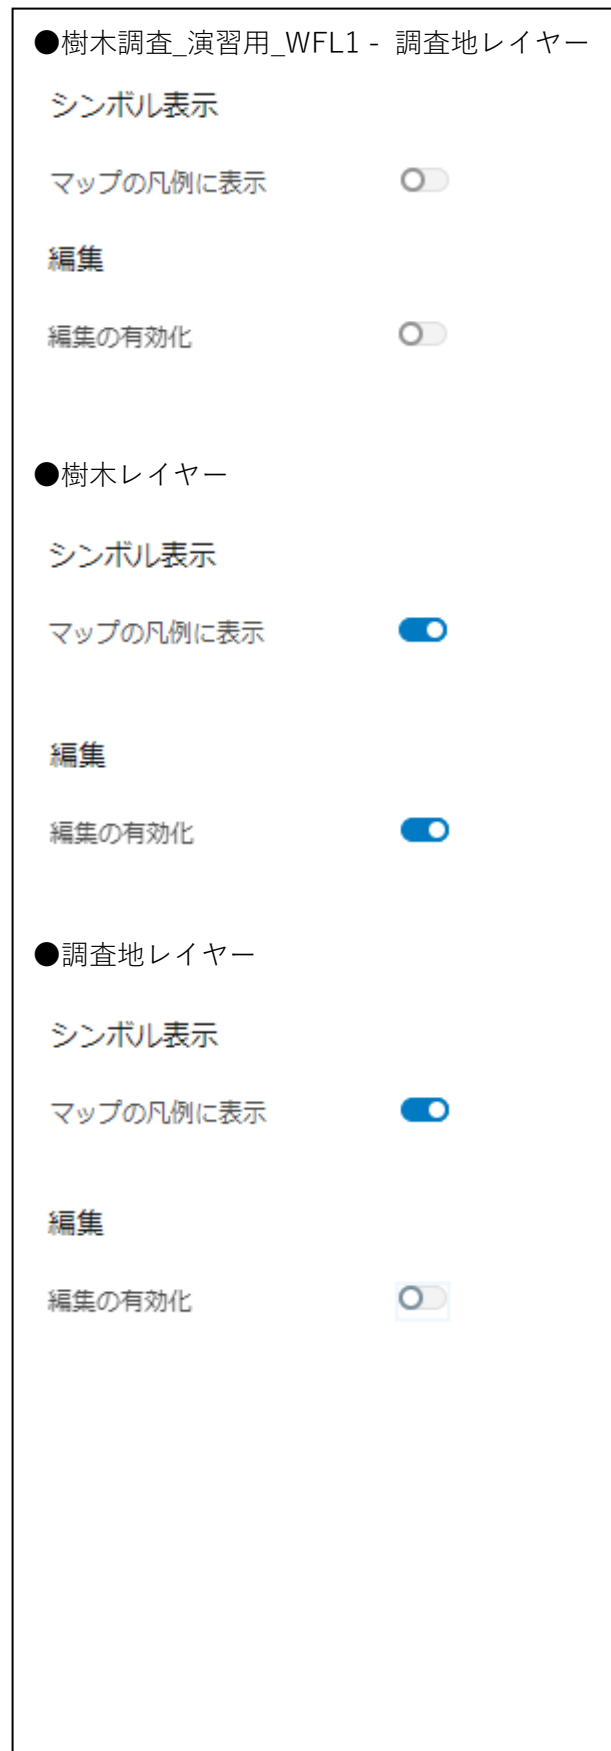 ●樹木調査_演習用_WFL1 - 調査地レイヤー
シンボル表示
マップの凡例に表示
編集
編集の有効化
●樹木レイヤー
シンボル表示
マップの凡例に表示
編集
編集の有効化
●調査地レイヤー
シンボル表示
マップの凡例に表示
編集
編集の有効化